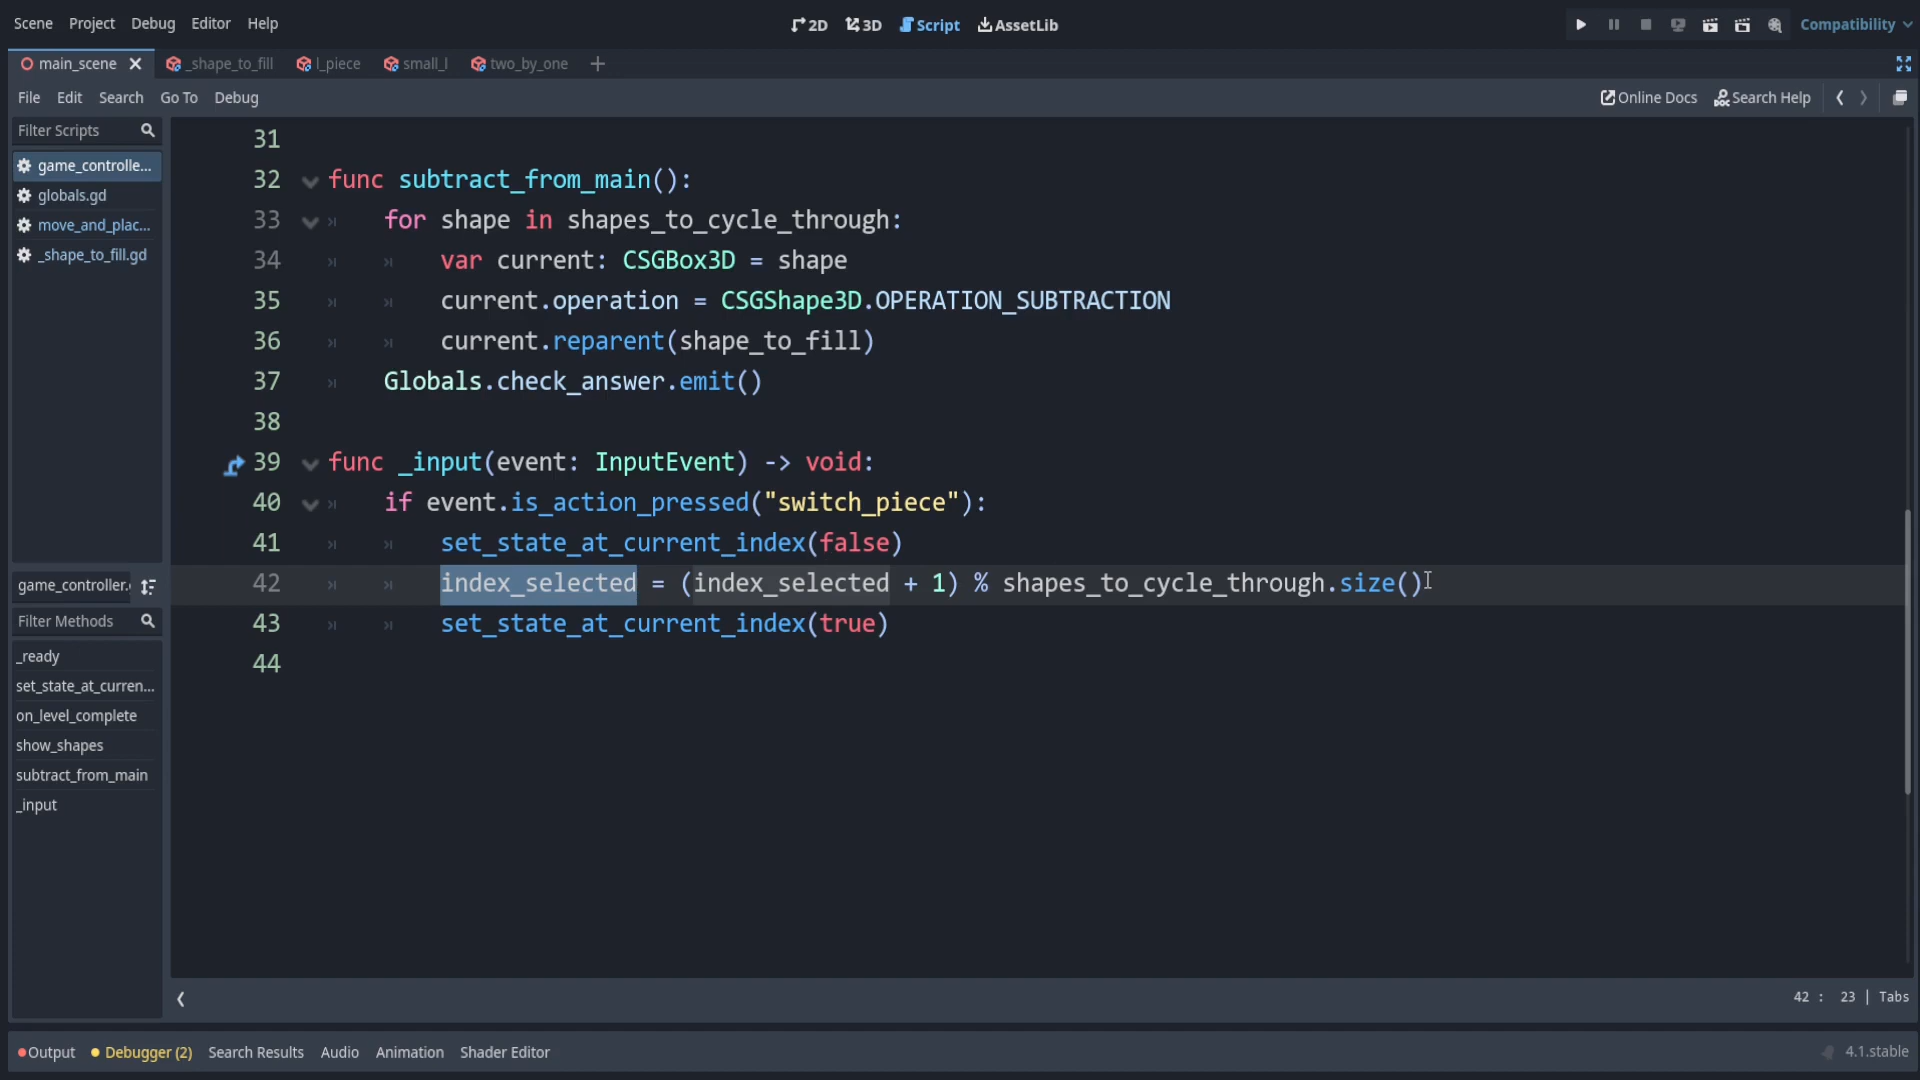 Scene Project Debug Editor Help 2D 3D Script AssetLib Compatibility
main_scene _shape_to_fill l_piece small_l two_by_one
File Edit Search Go To Debug Online Docs Search Help
Filter Scripts
game_controlle...
globals.gd
move_and_plac...
_shape_to_fill.gd
game_controller.
Filter Methods
_ready
set_state_at_curren...
on_level_complete
show_shapes
subtract_from_main
_input
31
32 func subtract_from_main():
33 for shape in shapes_to_cycle_through:
34 var current: CSGBox3D = shape
35 current.operation = CSGShape3D.OPERATION_SUBTRACTION
36 current.reparent(shape_to_fill)
37 Globals.check_answer.emit()
38
39 func _input(event: InputEvent) -> void:
40 if event.is_action_pressed("switch_piece"):
41 set_state_at_current_index(false)
42 index_selected = (index_selected + 1) % shapes_to_cycle_through.size()
43 set_state_at_current_index(true)
44
42 : 23 | Tabs
Output Debugger (2) Search Results Audio Animation Shader Editor 4.1.stable